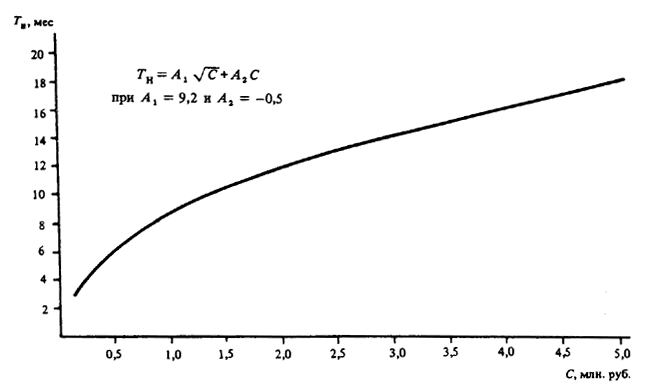 Tн, мес
20
18
16
14
12
10
8
6
4
2
Tн = A₁ √C + A₂ C
при A₁ = 9,2 и A₂ = −0,5
0,5 1,0 1,5 2,0 2,5 3,0 3,5 4,0 4,5 5,0
C, млн. руб.